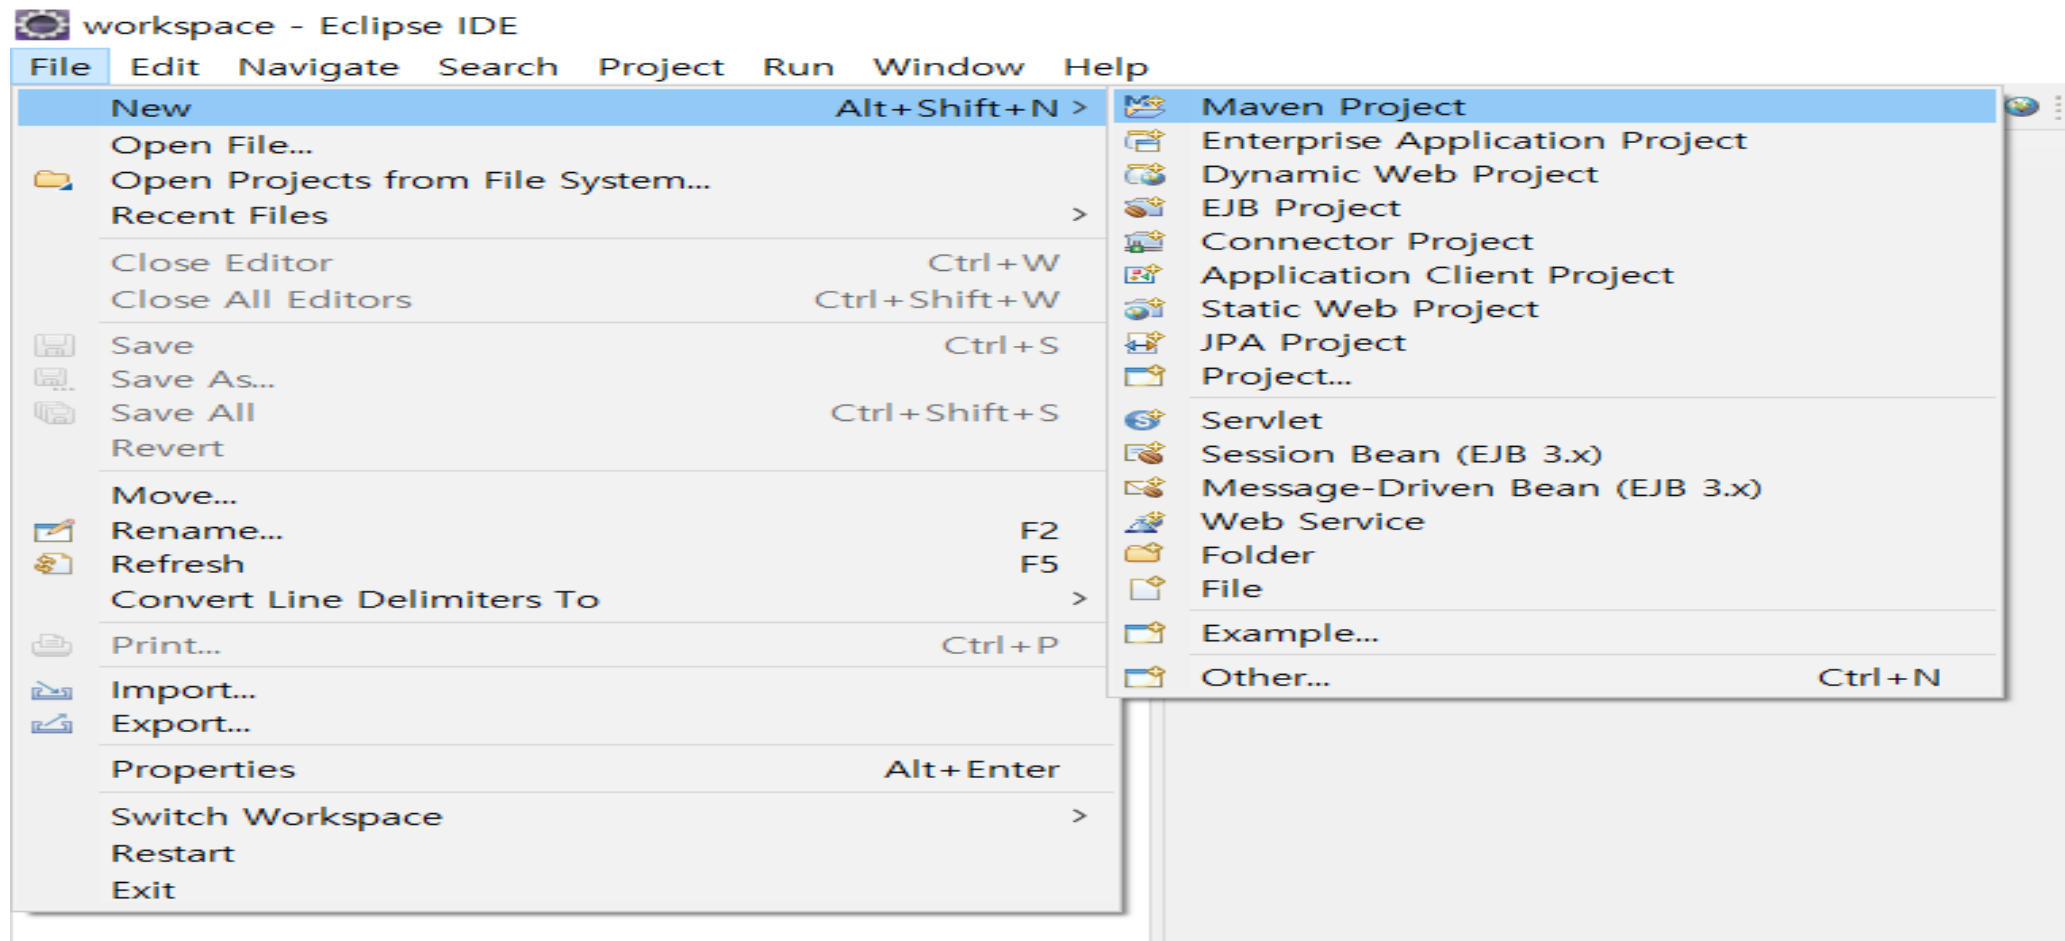 workspace - Eclipse IDE
File Edit Navigate Search Project Run Window Help
New Alt+Shift+N >
Open File...
Open Projects from File System...
Recent Files >
Close Editor Ctrl+W
Close All Editors Ctrl+Shift+W
Save Ctrl+S
Save As...
Save All Ctrl+Shift+S
Revert
Move...
Rename... F2
Refresh F5
Convert Line Delimiters To >
Print... Ctrl+P
Import...
Export...
Properties Alt+Enter
Switch Workspace >
Restart
Exit
Maven Project
Enterprise Application Project
Dynamic Web Project
EJB Project
Connector Project
Application Client Project
Static Web Project
JPA Project
Project...
Servlet
Session Bean (EJB 3.x)
Message-Driven Bean (EJB 3.x)
Web Service
Folder
File
Example...
Other... Ctrl+N